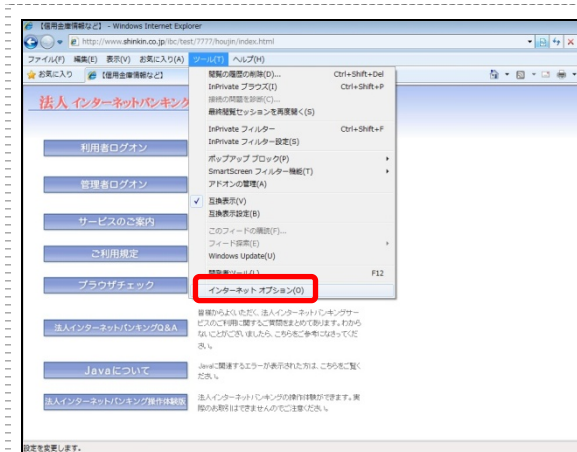 【信用金庫情報など】 - Windows Internet Explorer
http://www.shinkin.co.jp/ibc/test/7777/houjin/index.html
ファイル(F) 編集(E) 表示(V) お気に入り(A) ツール(T) ヘルプ(H)
お気に入り 【信用金庫情報など】
法人 インターネットバンキング
利用者ログオン
管理者ログオン
サービスのご案内
ご利用規定
ブラウザチェック
法人インターネットバンキングQ&A
Javaについて
法人インターネットバンキング操作体験版
閲覧の履歴の削除(D)... Ctrl+Shift+Del
InPrivate ブラウズ(I) Ctrl+Shift+P
接続の問題を診断(C)...
最終閲覧セッションを再度開く(S)
InPrivate フィルター Ctrl+Shift+F
InPrivate フィルター設定(S)
ポップアップ ブロック(P)
SmartScreen フィルター機能(T)
アドオンの管理(A)
互換表示(V)
互換表示設定(B)
このフィードの購読(F)...
フィード探索(E)
Windows Update(U)
開発者ツール(L) F12
インターネット オプション(O)
皆様からよくいただく、法人インターネットバンキングサー
ビスのご利用に関するご質問をまとめてあります。わから
ないことがございましたら、こちらをご参考になさってくだ
さい。
Javaに関連するエラーが表示された方は、こちらをご覧く
ださい。
法人インターネットバンキングの操作体験ができます。実
際のお取引はできませんのでご注意ください。
設定を変更します。